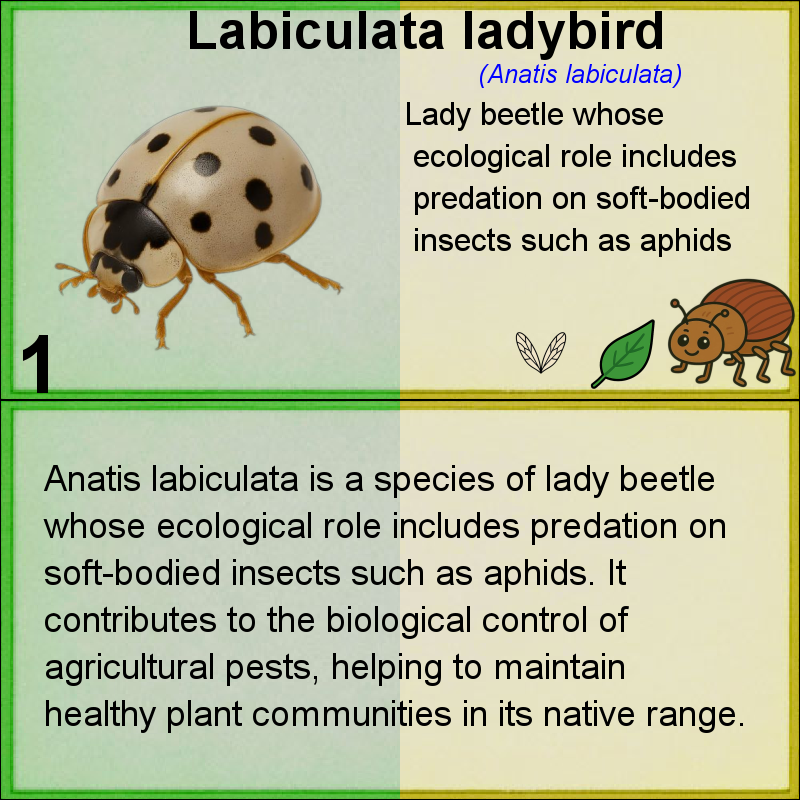 Labiculata ladybird
(Anatis labiculata)
Lady beetle whose
ecological role includes
predation on soft-bodied
insects such as aphids
1
Anatis labiculata is a species of lady beetle
whose ecological role includes predation on
soft-bodied insects such as aphids. It
contributes to the biological control of
agricultural pests, helping to maintain
healthy plant communities in its native range.